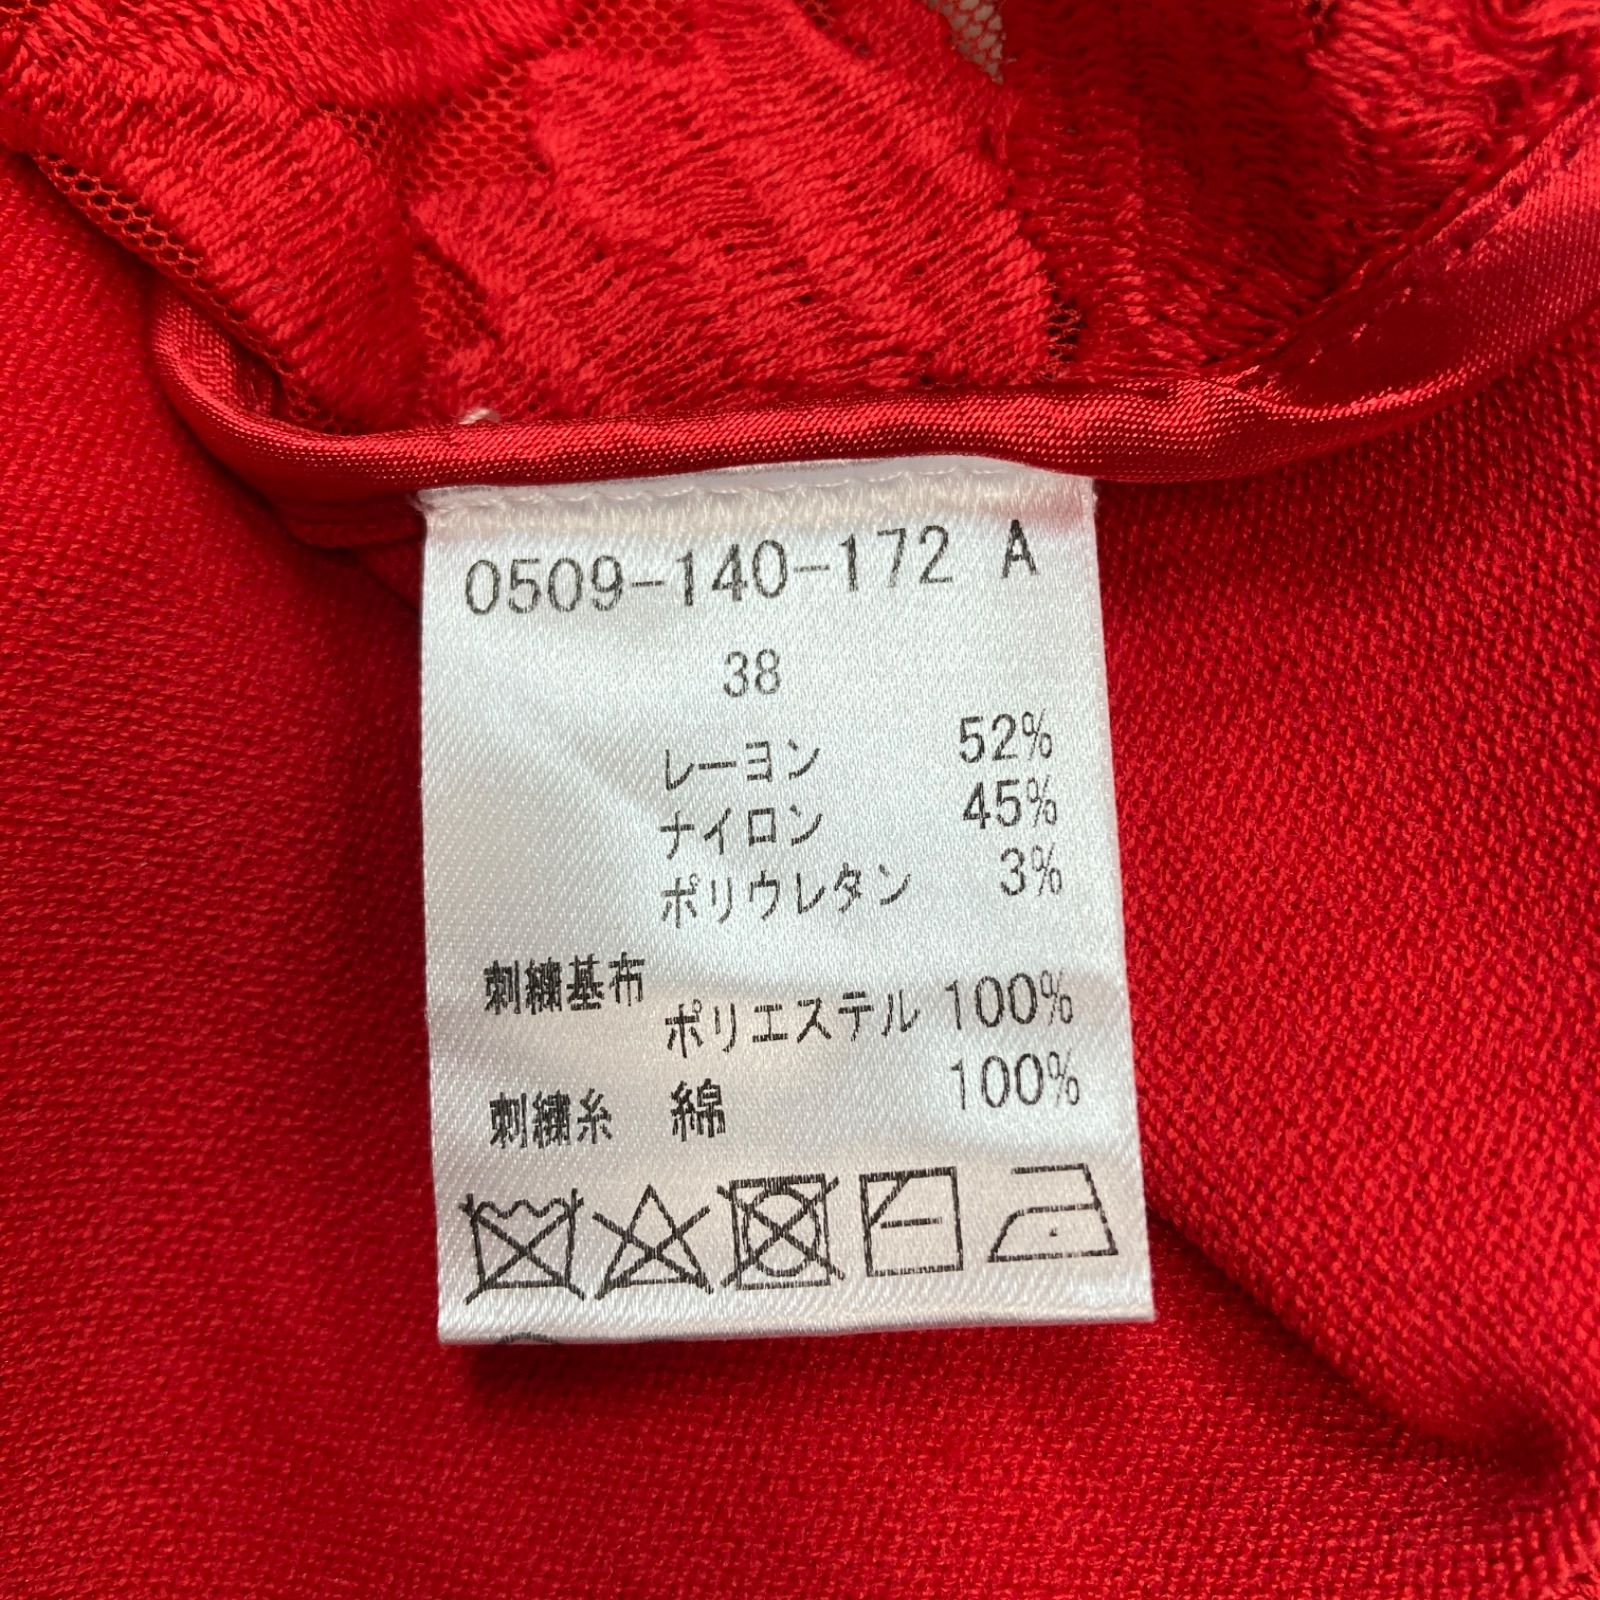 0509-140-172 A
38
レーヨン 52%
ナイロン 45%
ポリウレタン 3%
刺繍基布
ポリエステル 100%
刺繍糸 綿 100%